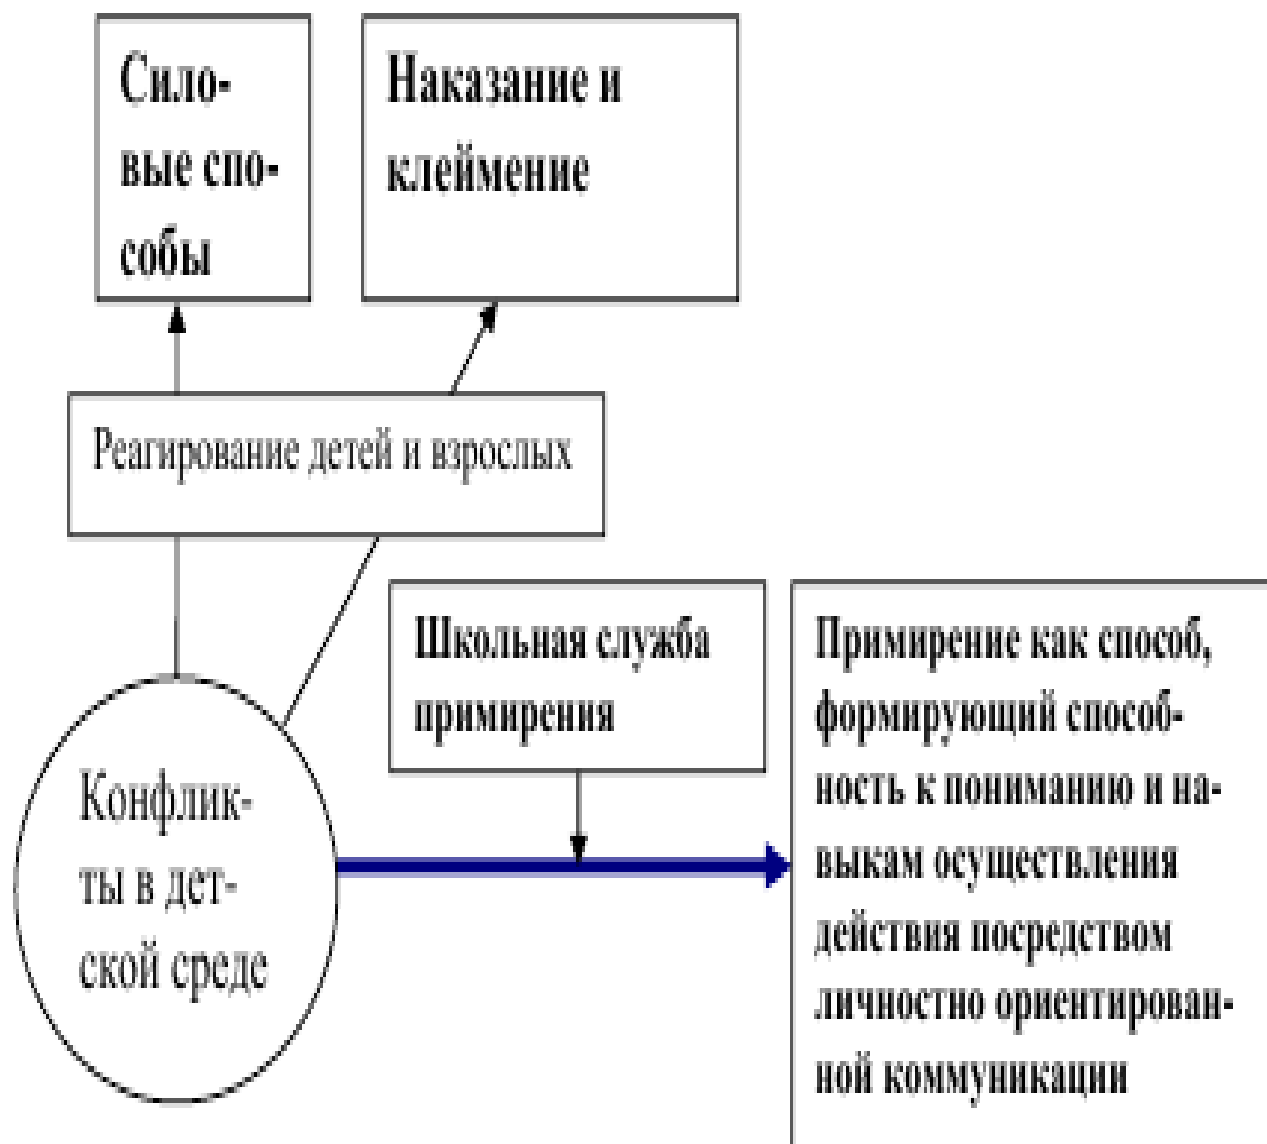 Сило-
вые спо-
собы
Наказание и
клеймение
Реагирование детей и взрослых
Школьная служба
примирения
Конфлик-
ты в дет-
ской среде
Примирение как способ,
формирующий способ-
ность к пониманию и на-
выкам осуществления
действия посредством
личностно ориентирован-
ной коммуникации